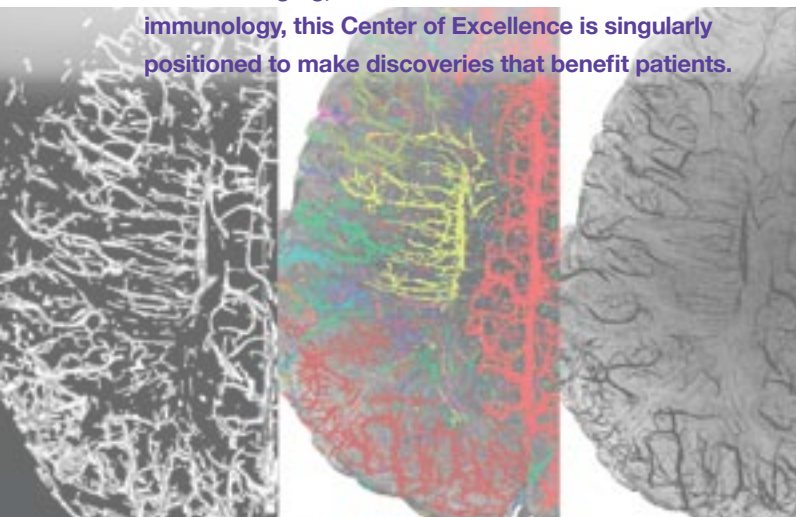 immunology, this Center of Excellence is singularly
positioned to make discoveries that benefit patients.